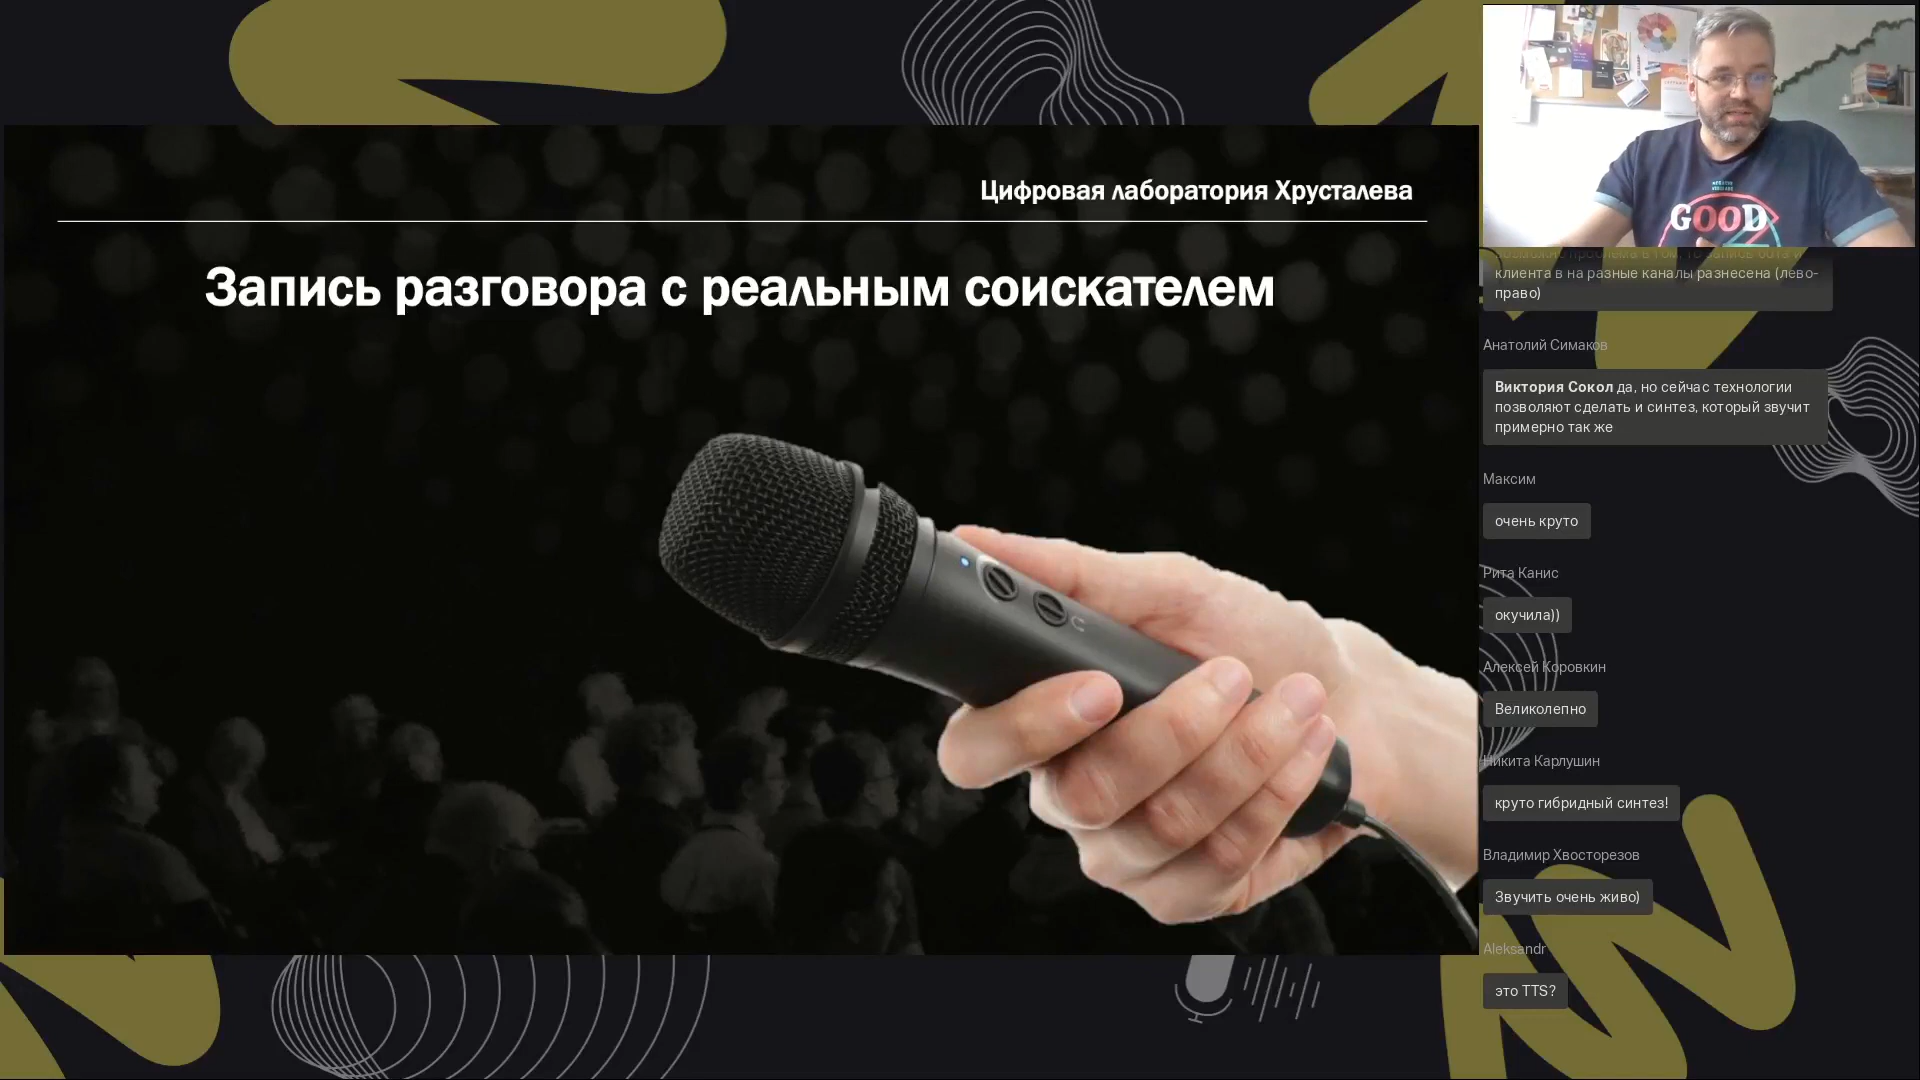 Цифровая лаборатория Хрусталева
Запись разговора с реальным соискателем
GOOD
клиента в на разные каналы разнесена (лево-
право)
Анатолий Симаков
Виктория Сокол да, но сейчас технологии
позволяют сделать и синтез, который звучит
примерно так же
Максим
очень круто
Рита Канис
окучила))
Алексей Коровкин
Великолепно
Никита Карлушин
круто гибридный синтез!
Владимир Хвосторезов
Звучить очень живо)
Aleksandr
это TTS?